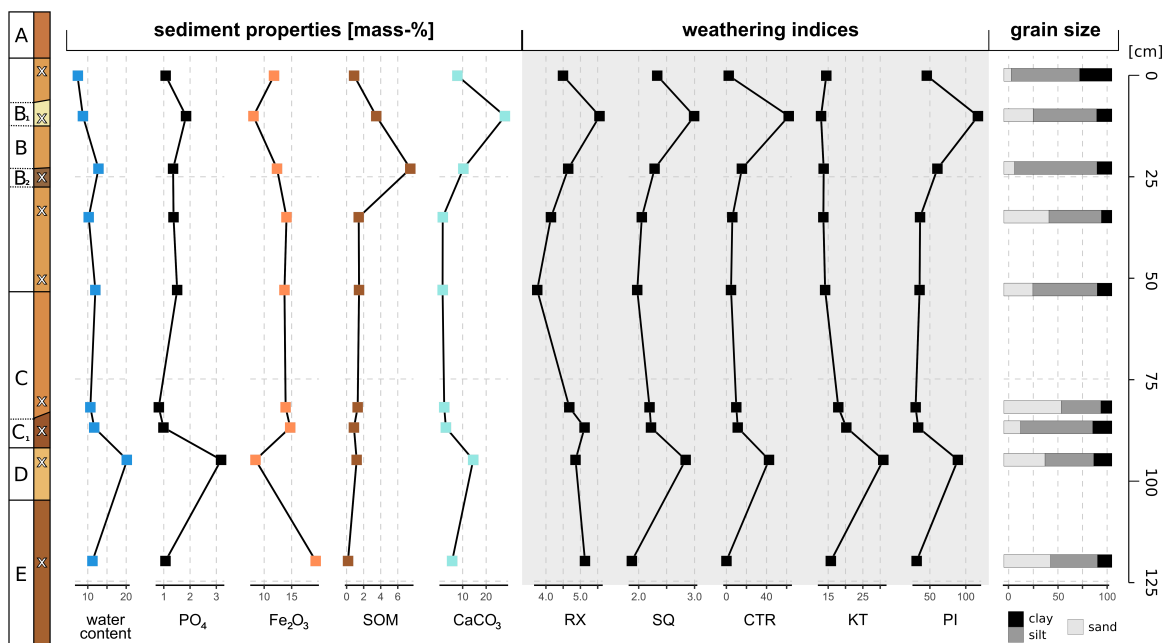 A
sediment properties [mass-%]
weathering indices
grain size
[cm]
X
0
B₁
X
B
B₂
X
25
X
X
50
C
75
X
C₁
X
D
X
100
E
X
125
10 20
1 2 3
10 15
0 2 4 6
10 20
4.0 5.0
2.0 3.0
0 40
15 25
50 100
0 50 100
water content
PO₄
Fe₂O₃
SOM
CaCO₃
RX
SQ
CTR
KT
PI
clay
silt
sand